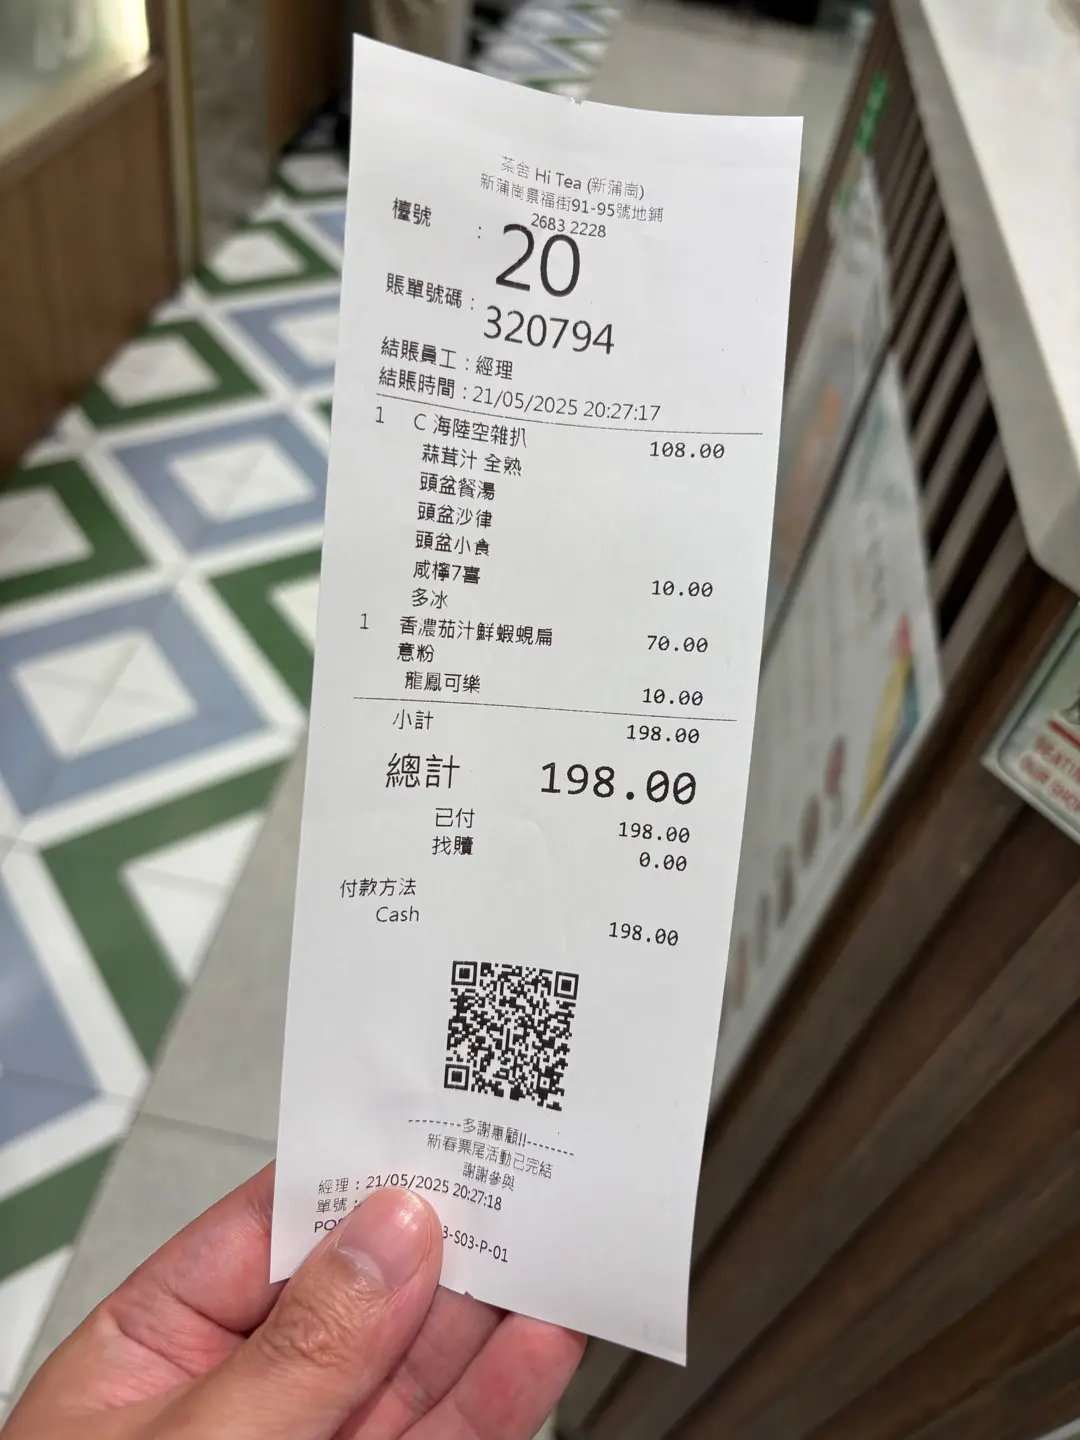 茶舍 Hi Tea (新蒲崗)
新蒲崗景福街91-95號地鋪
2683 2228
檯號 : 20
賬單號碼 : 320794
結賬員工 : 經理
結賬時間 : 21/05/2025 20:27:17
1 C 海陸空雜扒 108.00
蒜茸汁 全熟
頭盆餐湯
頭盆沙律
頭盆小食
咸檸7喜 10.00
多冰
1 香濃茄汁鮮蝦蜆扁 70.00
意粉
龍鳳可樂 10.00
小計 198.00
總計 198.00
已付 198.00
找贖 0.00
付款方法
Cash 198.00
--------多謝惠顧!!--------
新春票尾活動已完結
謝謝參與
經理 : 21/05/2025 20:27:18
單號 :
3-S03-P-01
SEATIN
OUR SHO